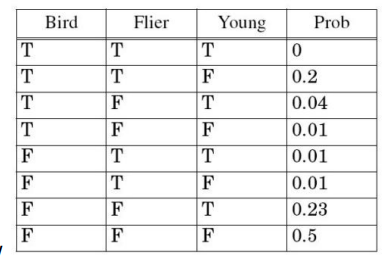 Bird Flier Young Prob
T T T 0
T T F 0.2
T F T 0.04
T F F 0.01
F T T 0.01
F T F 0.01
F F T 0.23
F F F 0.5